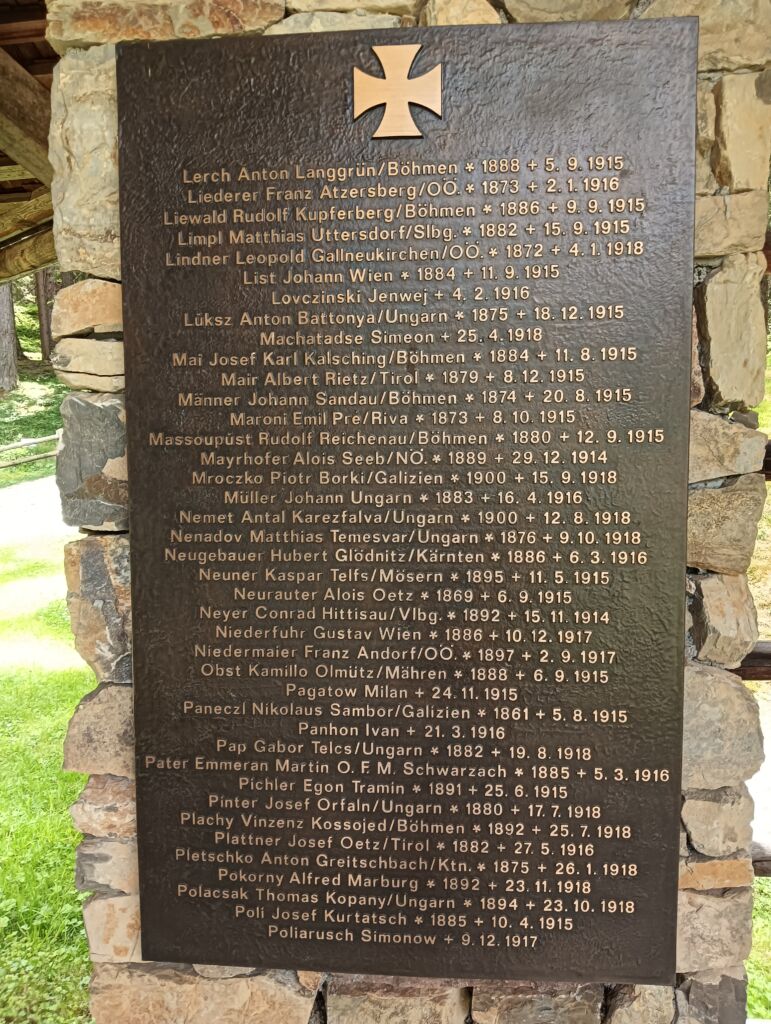 Lerch Anton Langgrün/Böhmen * 1888 + 5. 9. 1915
Liederer Franz Atzersberg/OÖ. * 1873 + 2. 1. 1916
Liewald Rudolf Kupferberg/Böhmen * 1886 + 9. 9. 1915
Limpl Matthias Uttersdorf/Slbg. * 1882 + 15. 9. 1915
Lindner Leopold Gallneukirchen/OÖ. * 1872 + 4. 1. 1918
List Johann Wien * 1884 + 11. 9. 1915
Lovczinski Jenwej + 4. 2. 1916
Lüksz Anton Battonya/Ungarn * 1875 + 18. 12. 1915
Machatadse Simeon + 25. 4. 1918
Mai Josef Karl Kalsching/Böhmen * 1884 + 11. 8. 1915
Mair Albert Rietz/Tirol * 1879 + 8. 12. 1915
Männer Johann Sandau/Böhmen * 1874 + 20. 8. 1915
Maroni Emil Pre/Riva * 1873 + 8. 10. 1915
Massoupust Rudolf Reichenau/Böhmen * 1880 + 12. 9. 1915
Mayrhofer Alois Seeb/NÖ. * 1889 + 29. 12. 1914
Mroczko Piotr Borki/Galizien * 1900 + 15. 9. 1918
Müller Johann Ungarn * 1883 + 16. 4. 1916
Nemet Antal Karezfalva/Ungarn * 1900 + 12. 8. 1918
Nenadov Matthias Temesvar/Ungarn * 1876 + 9. 10. 1918
Neugebauer Hubert Glödnitz/Kärnten * 1886 + 6. 3. 1916
Neuner Kaspar Telfs/Mösern * 1895 + 11. 5. 1915
Neurauter Alois Oetz * 1869 + 6. 9. 1915
Neyer Conrad Hittisau/Vlbg. * 1892 + 15. 11. 1914
Niederfuhr Gustav Wien * 1886 + 10. 12. 1917
Niedermaier Franz Andorf/OÖ. * 1897 + 2. 9. 1917
Obst Kamillo Olmütz/Mähren * 1888 + 6. 9. 1915
Pagatow Milan + 24. 11. 1915
Paneczl Nikolaus Sambor/Galizien * 1861 + 5. 8. 1915
Panhon Ivan + 21. 3. 1916
Pap Gabor Telcs/Ungarn * 1882 + 19. 8. 1918
Pater Emmeran Martin O. F. M. Schwarzach * 1885 + 5. 3. 1916
Pichler Egon Tramin * 1891 + 25. 6. 1915
Pinter Josef Orfaln/Ungarn * 1880 + 17. 7. 1918
Plachy Vinzenz Kossojed/Böhmen * 1892 + 25. 7. 1918
Plattner Josef Oetz/Tirol * 1882 + 27. 5. 1916
Pletschko Anton Greitschbach/Ktn. * 1875 + 26. 1. 1918
Pokorny Alfred Marburg * 1892 + 23. 11. 1918
Polacsak Thomas Kopany/Ungarn * 1894 + 23. 10. 1918
Poli Josef Kurtatsch * 1885 + 10. 4. 1915
Poliarusch Simonow + 9. 12. 1917